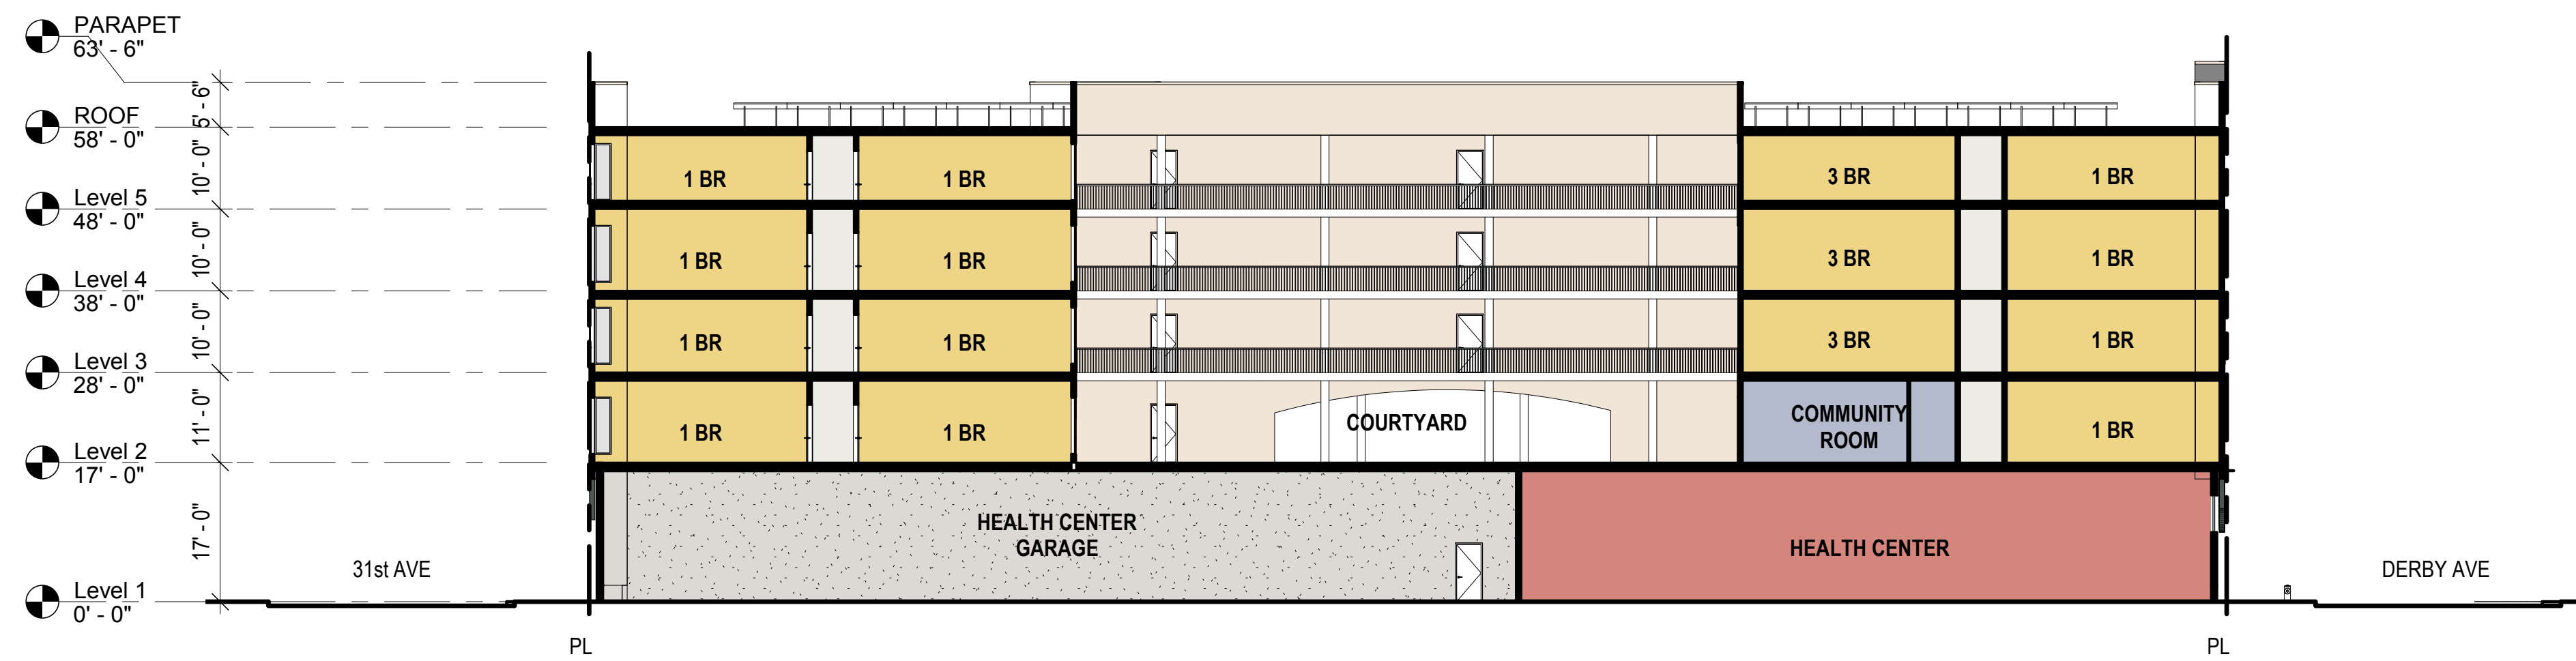 PARAPET
63' - 6"
5' - 6"
ROOF
58' - 0"
10' - 0"
1 BR
1 BR
3 BR
1 BR
Level 5
48' - 0"
10' - 0"
1 BR
1 BR
3 BR
1 BR
Level 4
38' - 0"
10' - 0"
1 BR
1 BR
3 BR
1 BR
Level 3
28' - 0"
11' - 0"
1 BR
1 BR
COURTYARD
COMMUNITY
ROOM
1 BR
Level 2
17' - 0"
17' - 0"
HEALTH CENTER
GARAGE
HEALTH CENTER
31st AVE
DERBY AVE
Level 1
0' - 0"
PL
PL